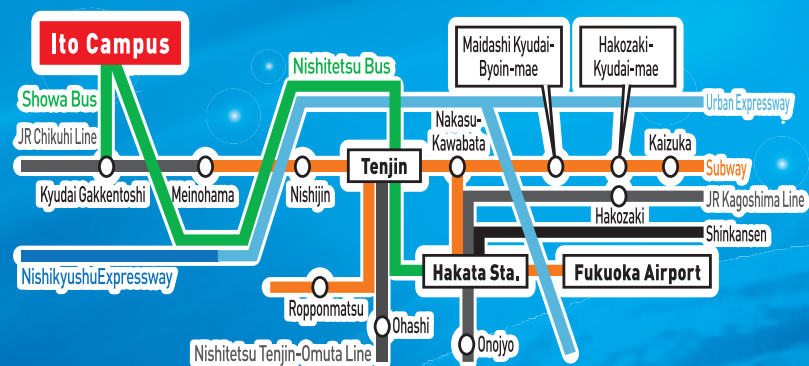 Ito Campus
Nishitetsu Bus
Maidashi Kyudai-
Byoin-mae
Hakozaki-
Kyudai-mae
Showa Bus
Urban Expressway
JR Chikuhi Line
Nakasu-
Kawabata
Kaizuka
Tenjin
Subway
Kyudai Gakkentoshi
Meinohama
Nishijin
JR Kagoshima Line
Hakozaki
Shinkansen
NishikyushuExpressway
Hakata Sta.
Fukuoka Airport
Ropponmatsu
Ohashi
Onojyo
Nishitetsu Tenjin-Omuta Line